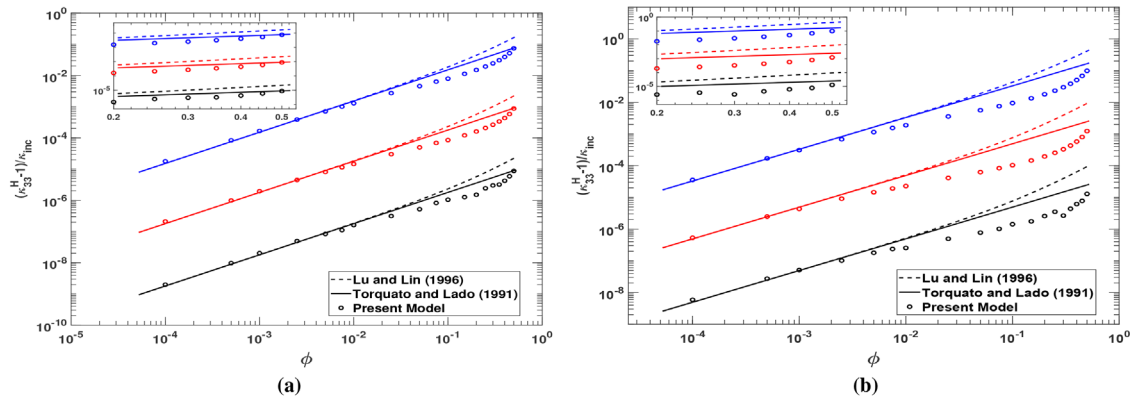 10^0
10^-2
10^-4
10^-6
10^-8
10^-10
(κ_33^H-1)/κ_inc
10^-5
0.2 0.3 0.4 0.5
Lu and Lin (1996)
Torquato and Lado (1991)
Present Model
10^-5 10^-4 10^-3 10^-2 10^-1 10^0
ϕ
(a)
10^0
10^-2
10^-4
10^-6
10^-8
(κ_33^H-1)/κ_inc
10^0
10^-5
0.2 0.3 0.4 0.5
Lu and Lin (1996)
Torquato and Lado (1991)
Present Model
10^-4 10^-3 10^-2 10^-1 10^0
ϕ
(b)